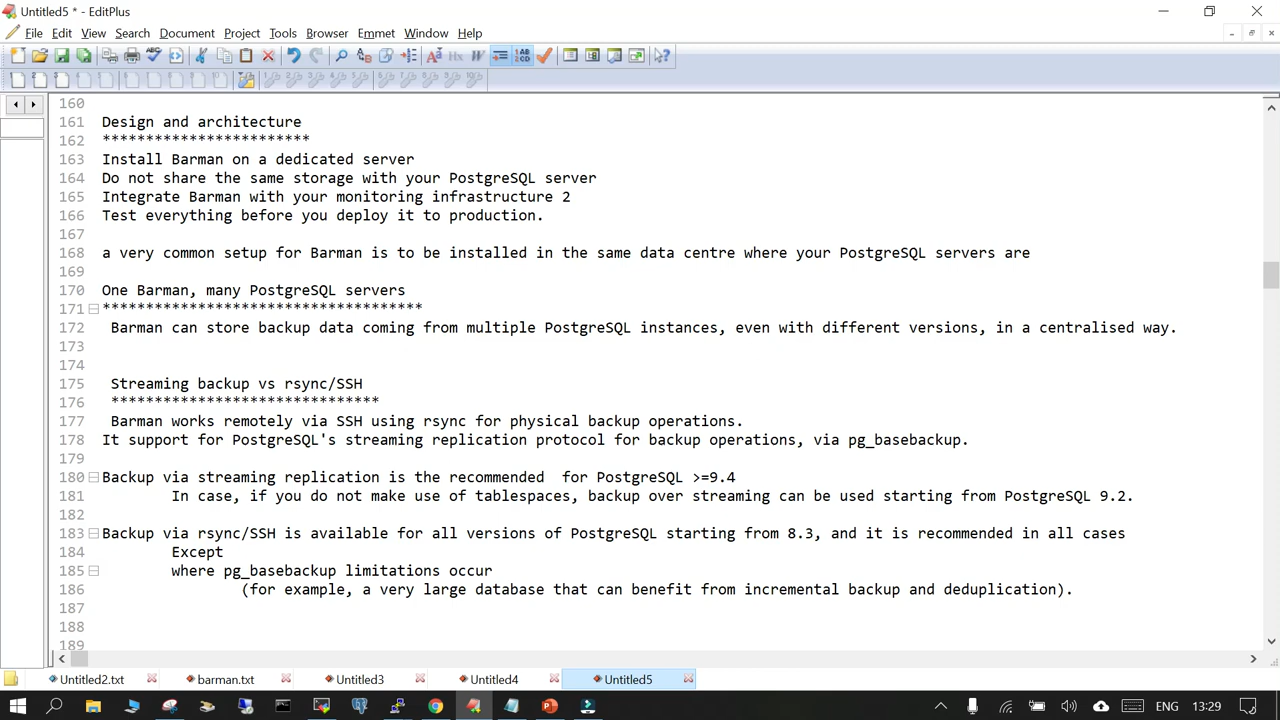 Untitled5 * - EditPlus
File Edit View Search Document Project Tools Browser Emmet Window Help
160
161 Design and architecture
162 ************************
163 Install Barman on a dedicated server
164 Do not share the same storage with your PostgreSQL server
165 Integrate Barman with your monitoring infrastructure 2
166 Test everything before you deploy it to production.
167
168 a very common setup for Barman is to be installed in the same data centre where your PostgreSQL servers are
169
170 One Barman, many PostgreSQL servers
171 *************************************
172 Barman can store backup data coming from multiple PostgreSQL instances, even with different versions, in a centralised way.
173
174
175 Streaming backup vs rsync/SSH
176 *******************************
177 Barman works remotely via SSH using rsync for physical backup operations.
178 It support for PostgreSQL's streaming replication protocol for backup operations, via pg_basebackup.
179
180 Backup via streaming replication is the recommended  for PostgreSQL >=9.4
181 In case, if you do not make use of tablespaces, backup over streaming can be used starting from PostgreSQL 9.2.
182
183 Backup via rsync/SSH is available for all versions of PostgreSQL starting from 8.3, and it is recommended in all cases
184 Except
185 where pg_basebackup limitations occur
186 (for example, a very large database that can benefit from incremental backup and deduplication).
187
188
189
Untitled2.txt barman.txt Untitled3 Untitled4 Untitled5
ENG 13:29